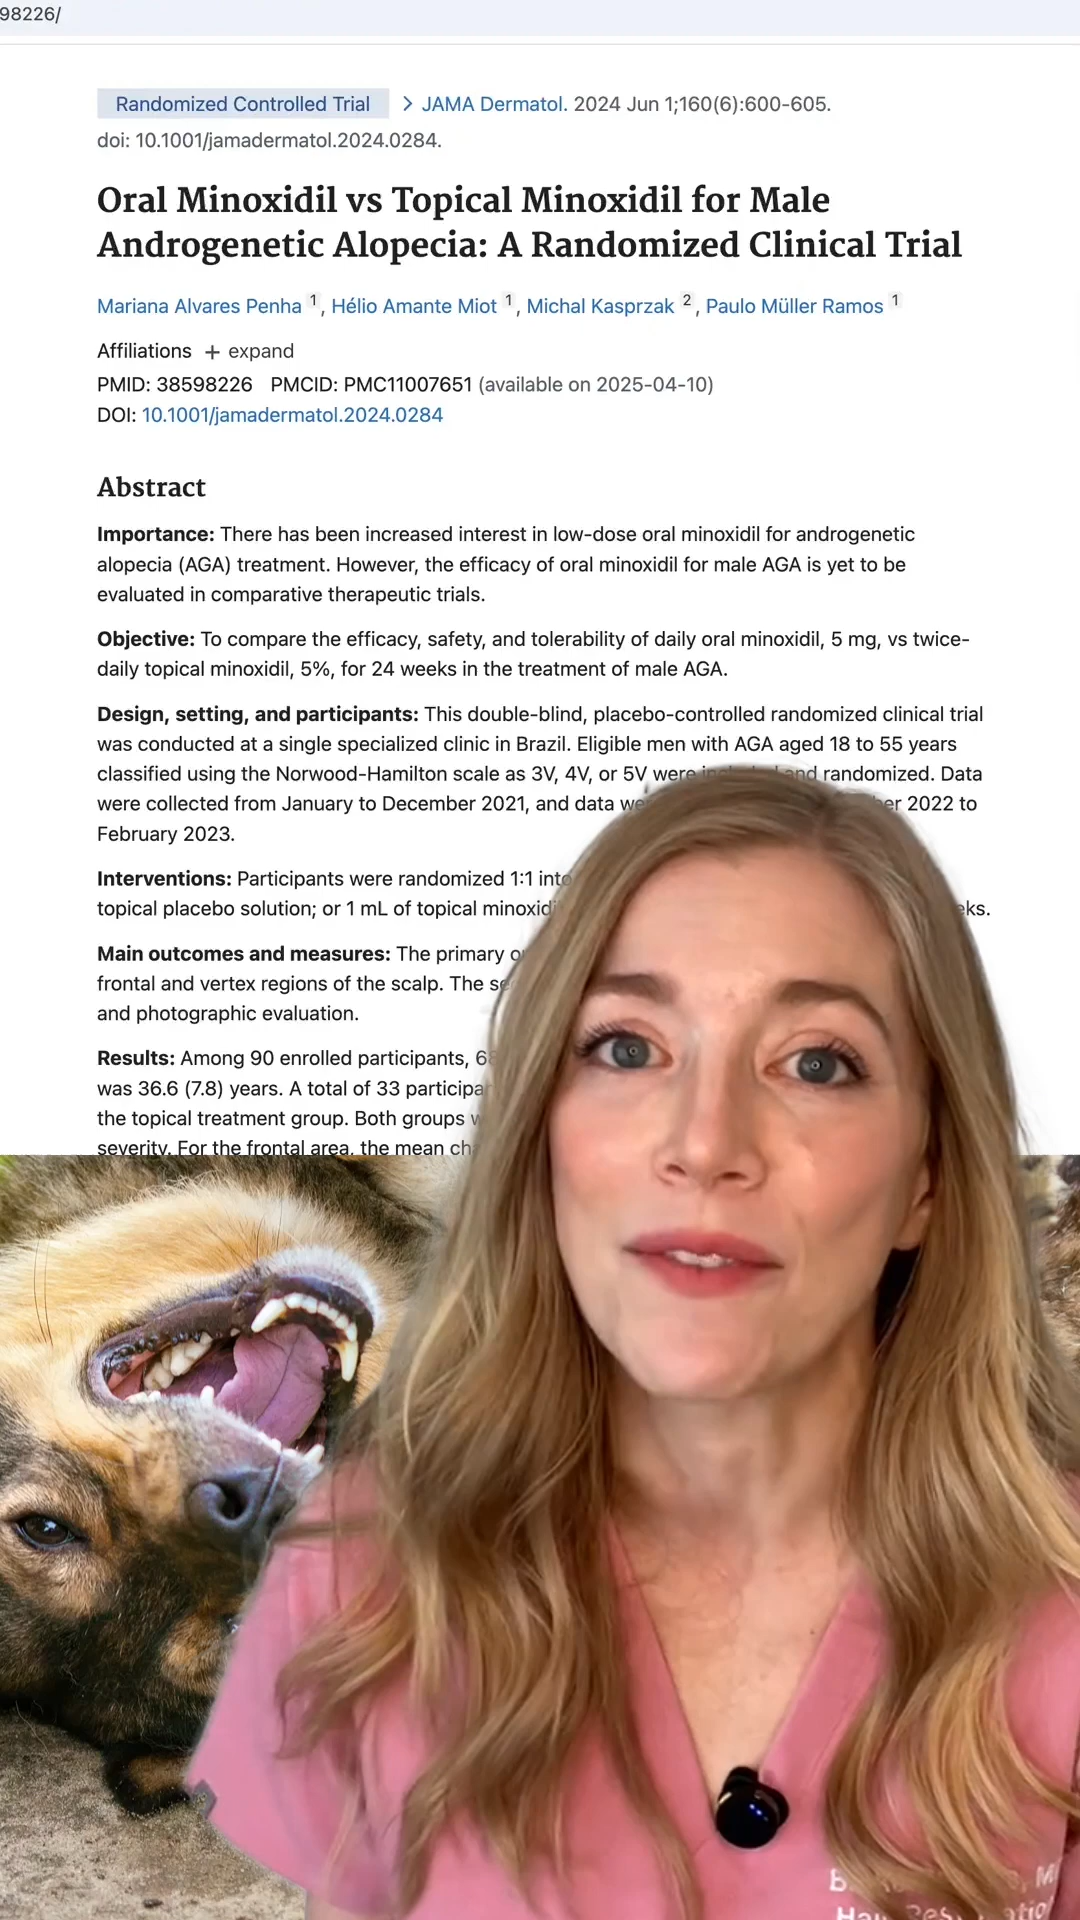 98226/
Randomized Controlled Trial > JAMA Dermatol. 2024 Jun 1;160(6):600-605.
doi: 10.1001/jamadermatol.2024.0284.
Oral Minoxidil vs Topical Minoxidil for Male
Androgenetic Alopecia: A Randomized Clinical Trial
Mariana Alvares Penha 1, Hélio Amante Miot 1, Michal Kasprzak 2, Paulo Müller Ramos 1
Affiliations + expand
PMID: 38598226 PMCID: PMC11007651 (available on 2025-04-10)
DOI: 10.1001/jamadermatol.2024.0284
Abstract
Importance: There has been increased interest in low-dose oral minoxidil for androgenetic
alopecia (AGA) treatment. However, the efficacy of oral minoxidil for male AGA is yet to be
evaluated in comparative therapeutic trials.
Objective: To compare the efficacy, safety, and tolerability of daily oral minoxidil, 5 mg, vs twice-
daily topical minoxidil, 5%, for 24 weeks in the treatment of male AGA.
Design, setting, and participants: This double-blind, placebo-controlled randomized clinical trial
was conducted at a single specialized clinic in Brazil. Eligible men with AGA aged 18 to 55 years
classified using the Norwood-Hamilton scale as 3V, 4V, or 5V were included and randomized. Data
were collected from January to December 2021, and data 2022 to
February 2023.
Interventions: Participants were randomized 1:1 into
topical placebo solution; or 1 mL of topical
Main outcomes and measures: The primary
frontal and vertex regions of the scalp. The
and photographic evaluation.
Results: Among 90 enrolled participants,
was 36.6 (7.8) years. A total of 33
the topical treatment group. Both groups
severity. For the frontal area, the mean